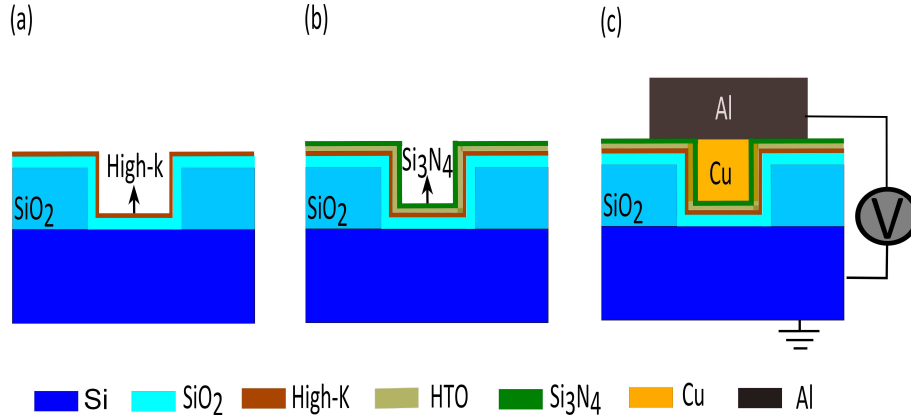 (a) (b) (c)
Al
High-k Si₃N₄ Cu
SiO₂ SiO₂ SiO₂ V
Si SiO₂ High-K HTO Si₃N₄ Cu Al